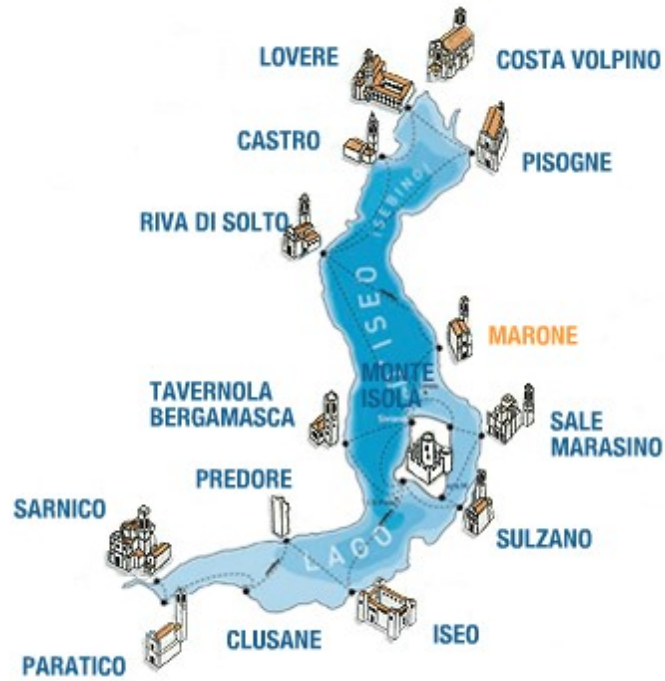 LOVERE
COSTA VOLPINO
CASTRO
PISOGNE
(SEBINO)
RIVA DI SOLTO
D'ISEO
MARONE
MONTE
ISOLA
TAVERNOLA
BERGAMASCA
SALE
MARASINO
PREDORE
SARNICO
SULZANO
LAGO
CLUSANE
ISEO
PARATICO